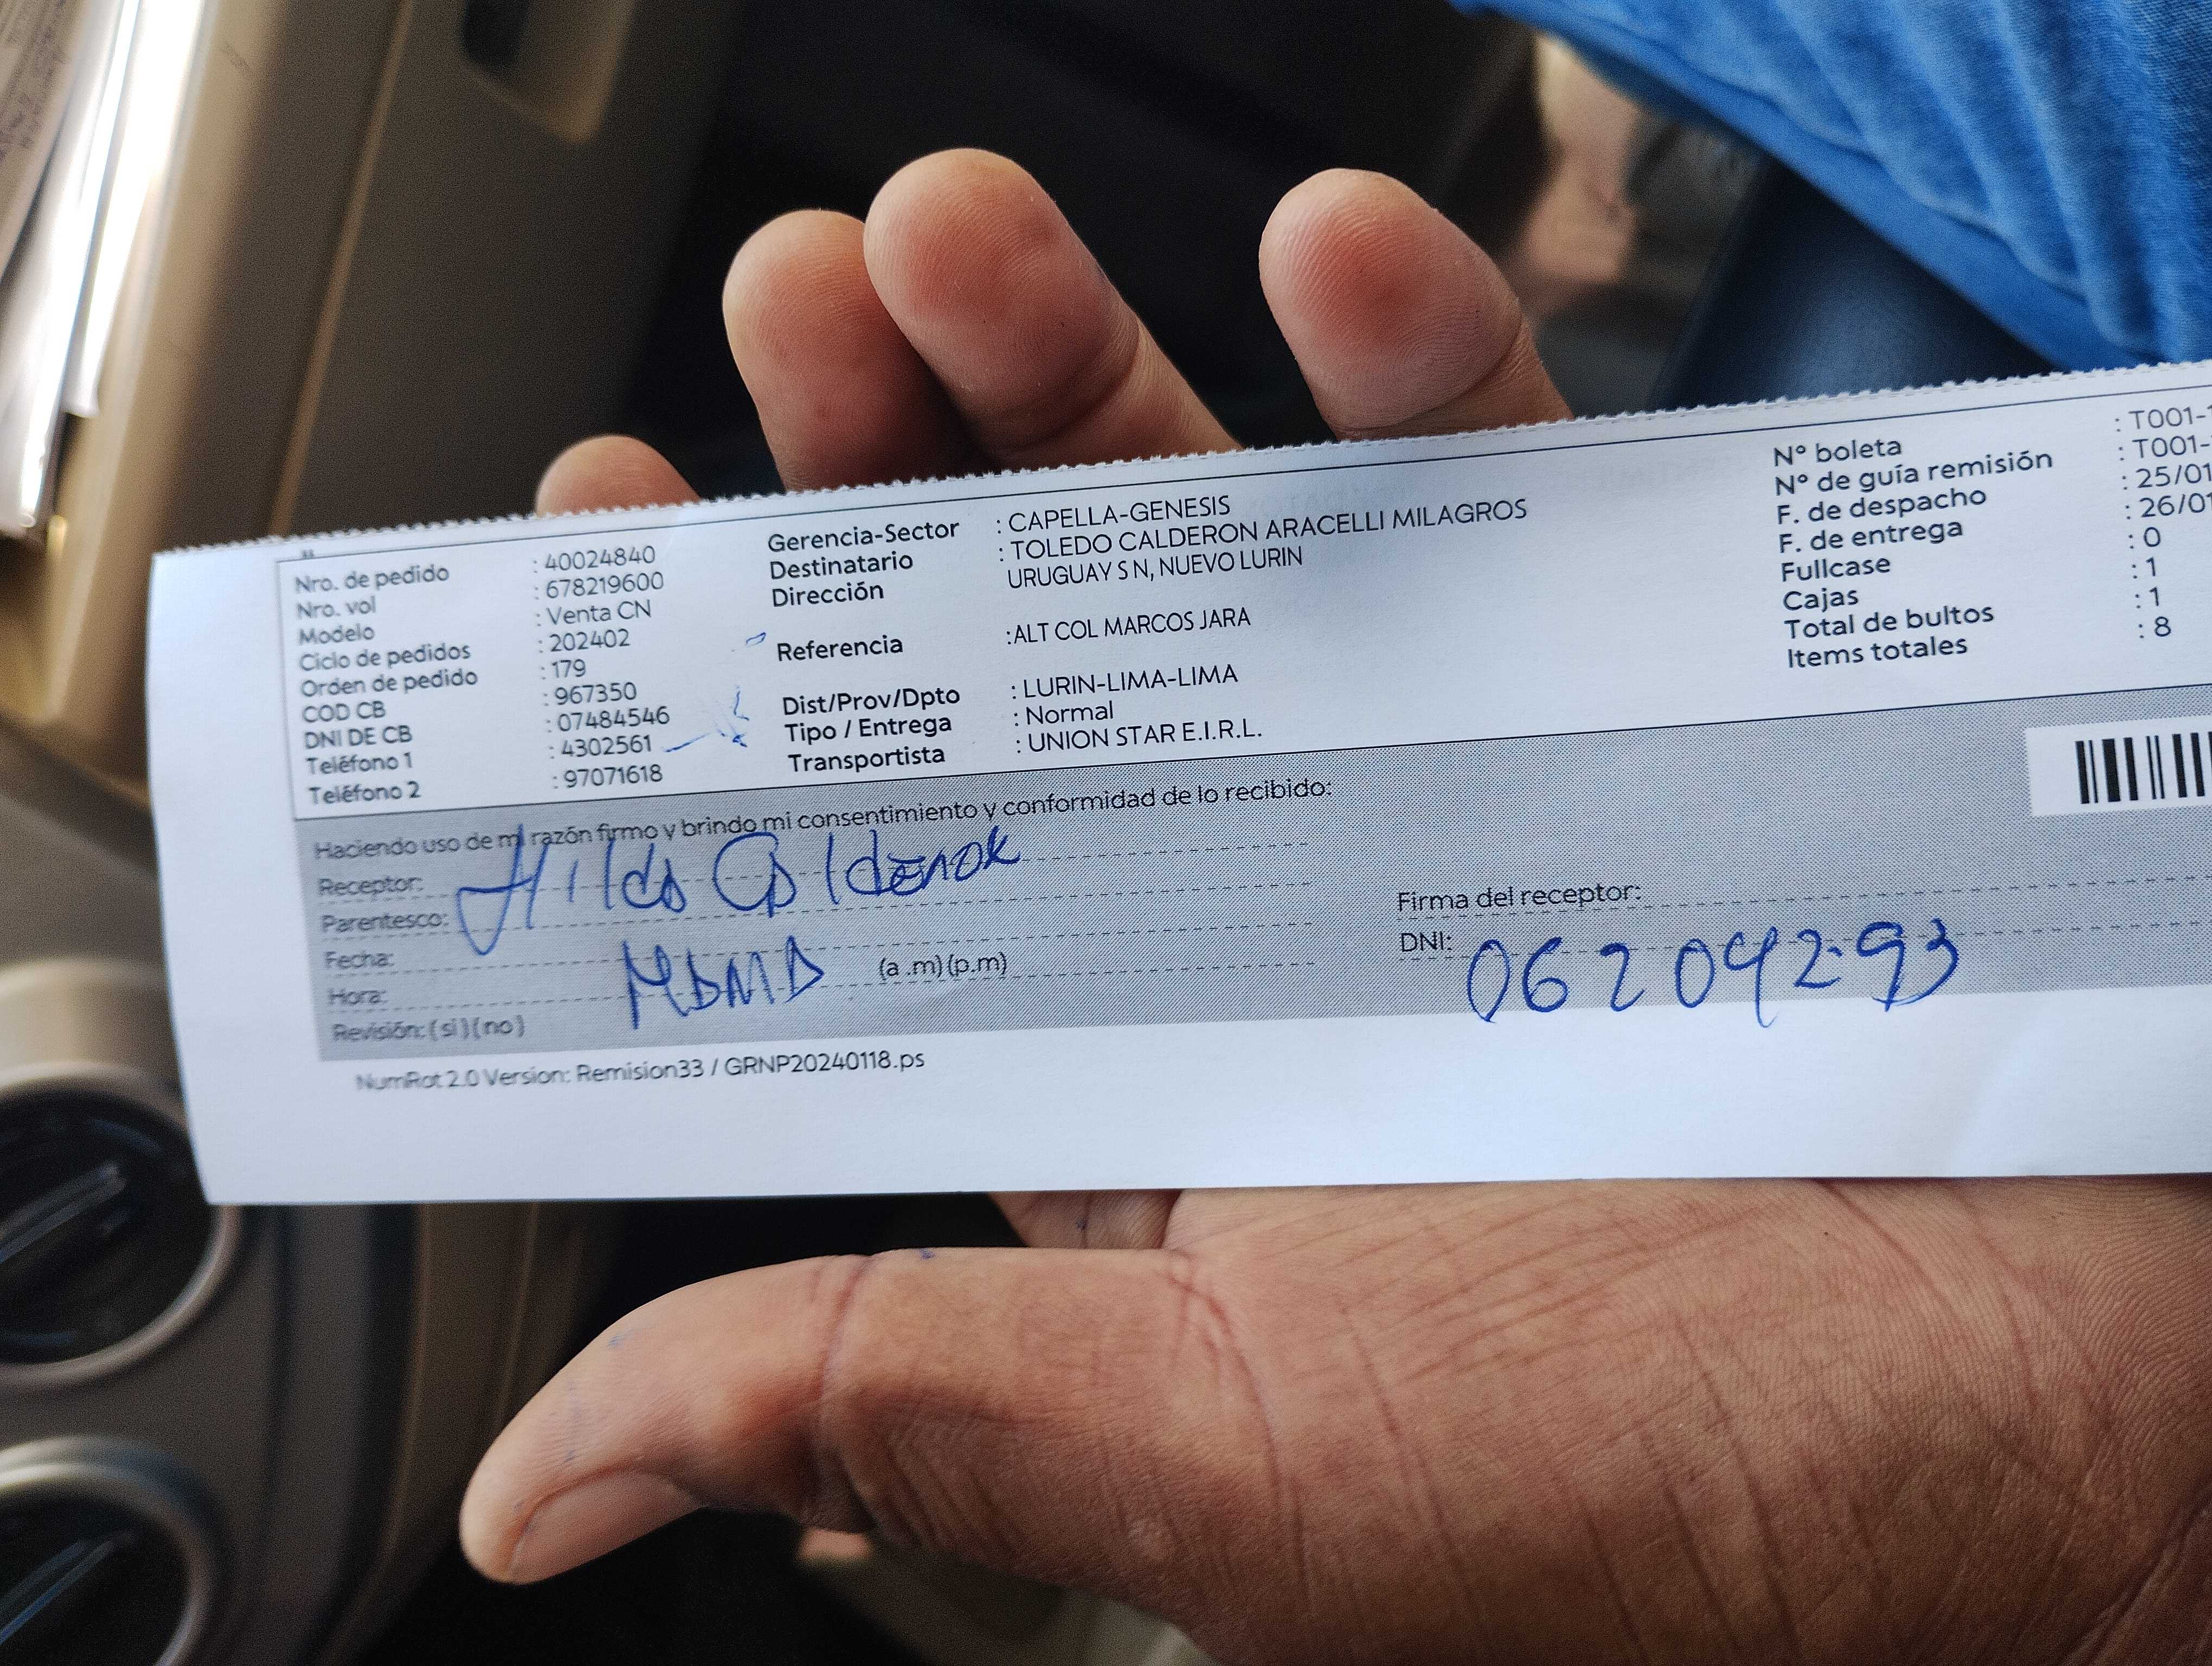 Nro. de pedido : 40024840
Nro. vol : 678219600
Modelo : Venta CN
Ciclo de pedidos : 202402
Orden de pedido : 179
COD CB : 967350
DNI DE CB : 07484546
Teléfono 1 : 4302561
Teléfono 2 : 97071618
Gerencia-Sector : CAPELLA-GENESIS
Destinatario : TOLEDO CALDERON ARACELLI MILAGROS
Dirección URUGUAY S N, NUEVO LURIN
Referencia :ALT COL MARCOS JARA
Dist/Prov/Dpto : LURIN-LIMA-LIMA
Tipo / Entrega : Normal
Transportista : UNION STAR E.I.R.L.
Nº boleta : T001-
Nº de guía remisión : T001-
F. de despacho : 25/01
F. de entrega : 26/01
Fullcase : 0
Cajas : 1
Total de bultos : 1
Items totales : 8
Haciendo uso de mi razón firmo y brindo mi consentimiento y conformidad de lo recibido:
Receptor: Hilda
Parentesco:
Fecha:
Hora: (a .m)(p.m)
Revisión: (si)(no)
Firma del receptor:
DNI: 06204293
NumRot 2.0 Version: Remision33 / GRNP20240118.ps